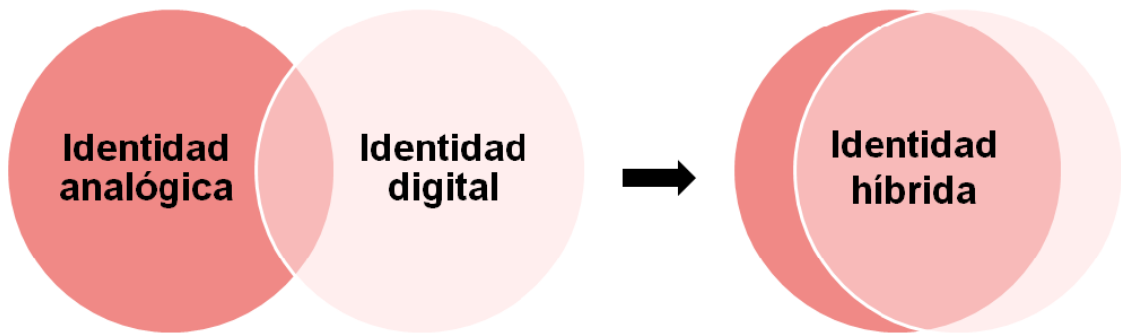 Identidad
analógica
Identidad
digital
Identidad
híbrida